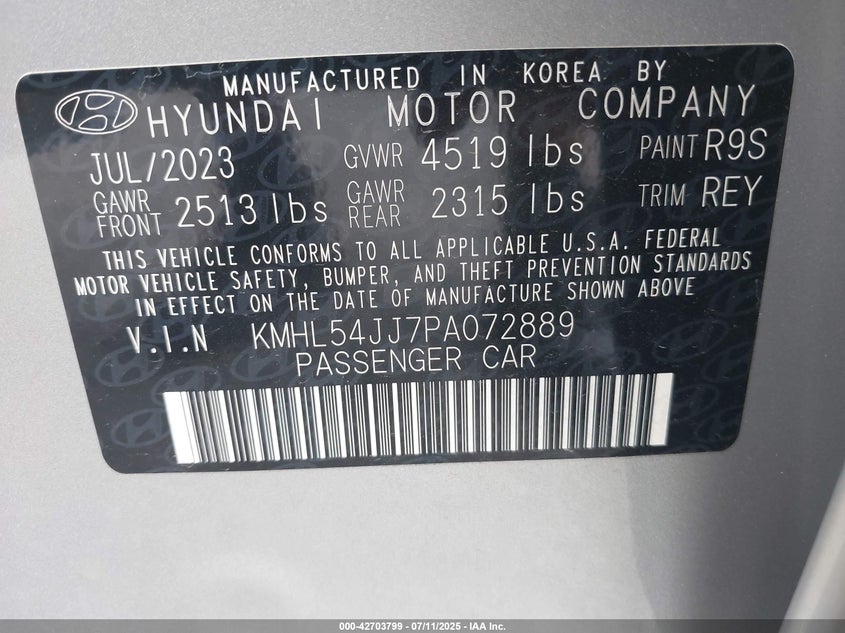 MANUFACTURED IN KOREA BY
HYUNDAI MOTOR COMPANY
JUL/2023 GVWR 4519 lbs PAINT R9S
GAWR FRONT 2513 lbs GAWR REAR 2315 lbs TRIM REY
THIS VEHICLE CONFORMS TO ALL APPLICABLE U.S.A. FEDERAL
MOTOR VEHICLE SAFETY, BUMPER, AND THEFT PREVENTION STANDARDS
IN EFFECT ON THE DATE OF MANUFACTURE SHOWN ABOVE
V.I.N KMHL54JJ7PA072889
PASSENGER CAR
000-42703799 - 07/11/2025 - IAA Inc.